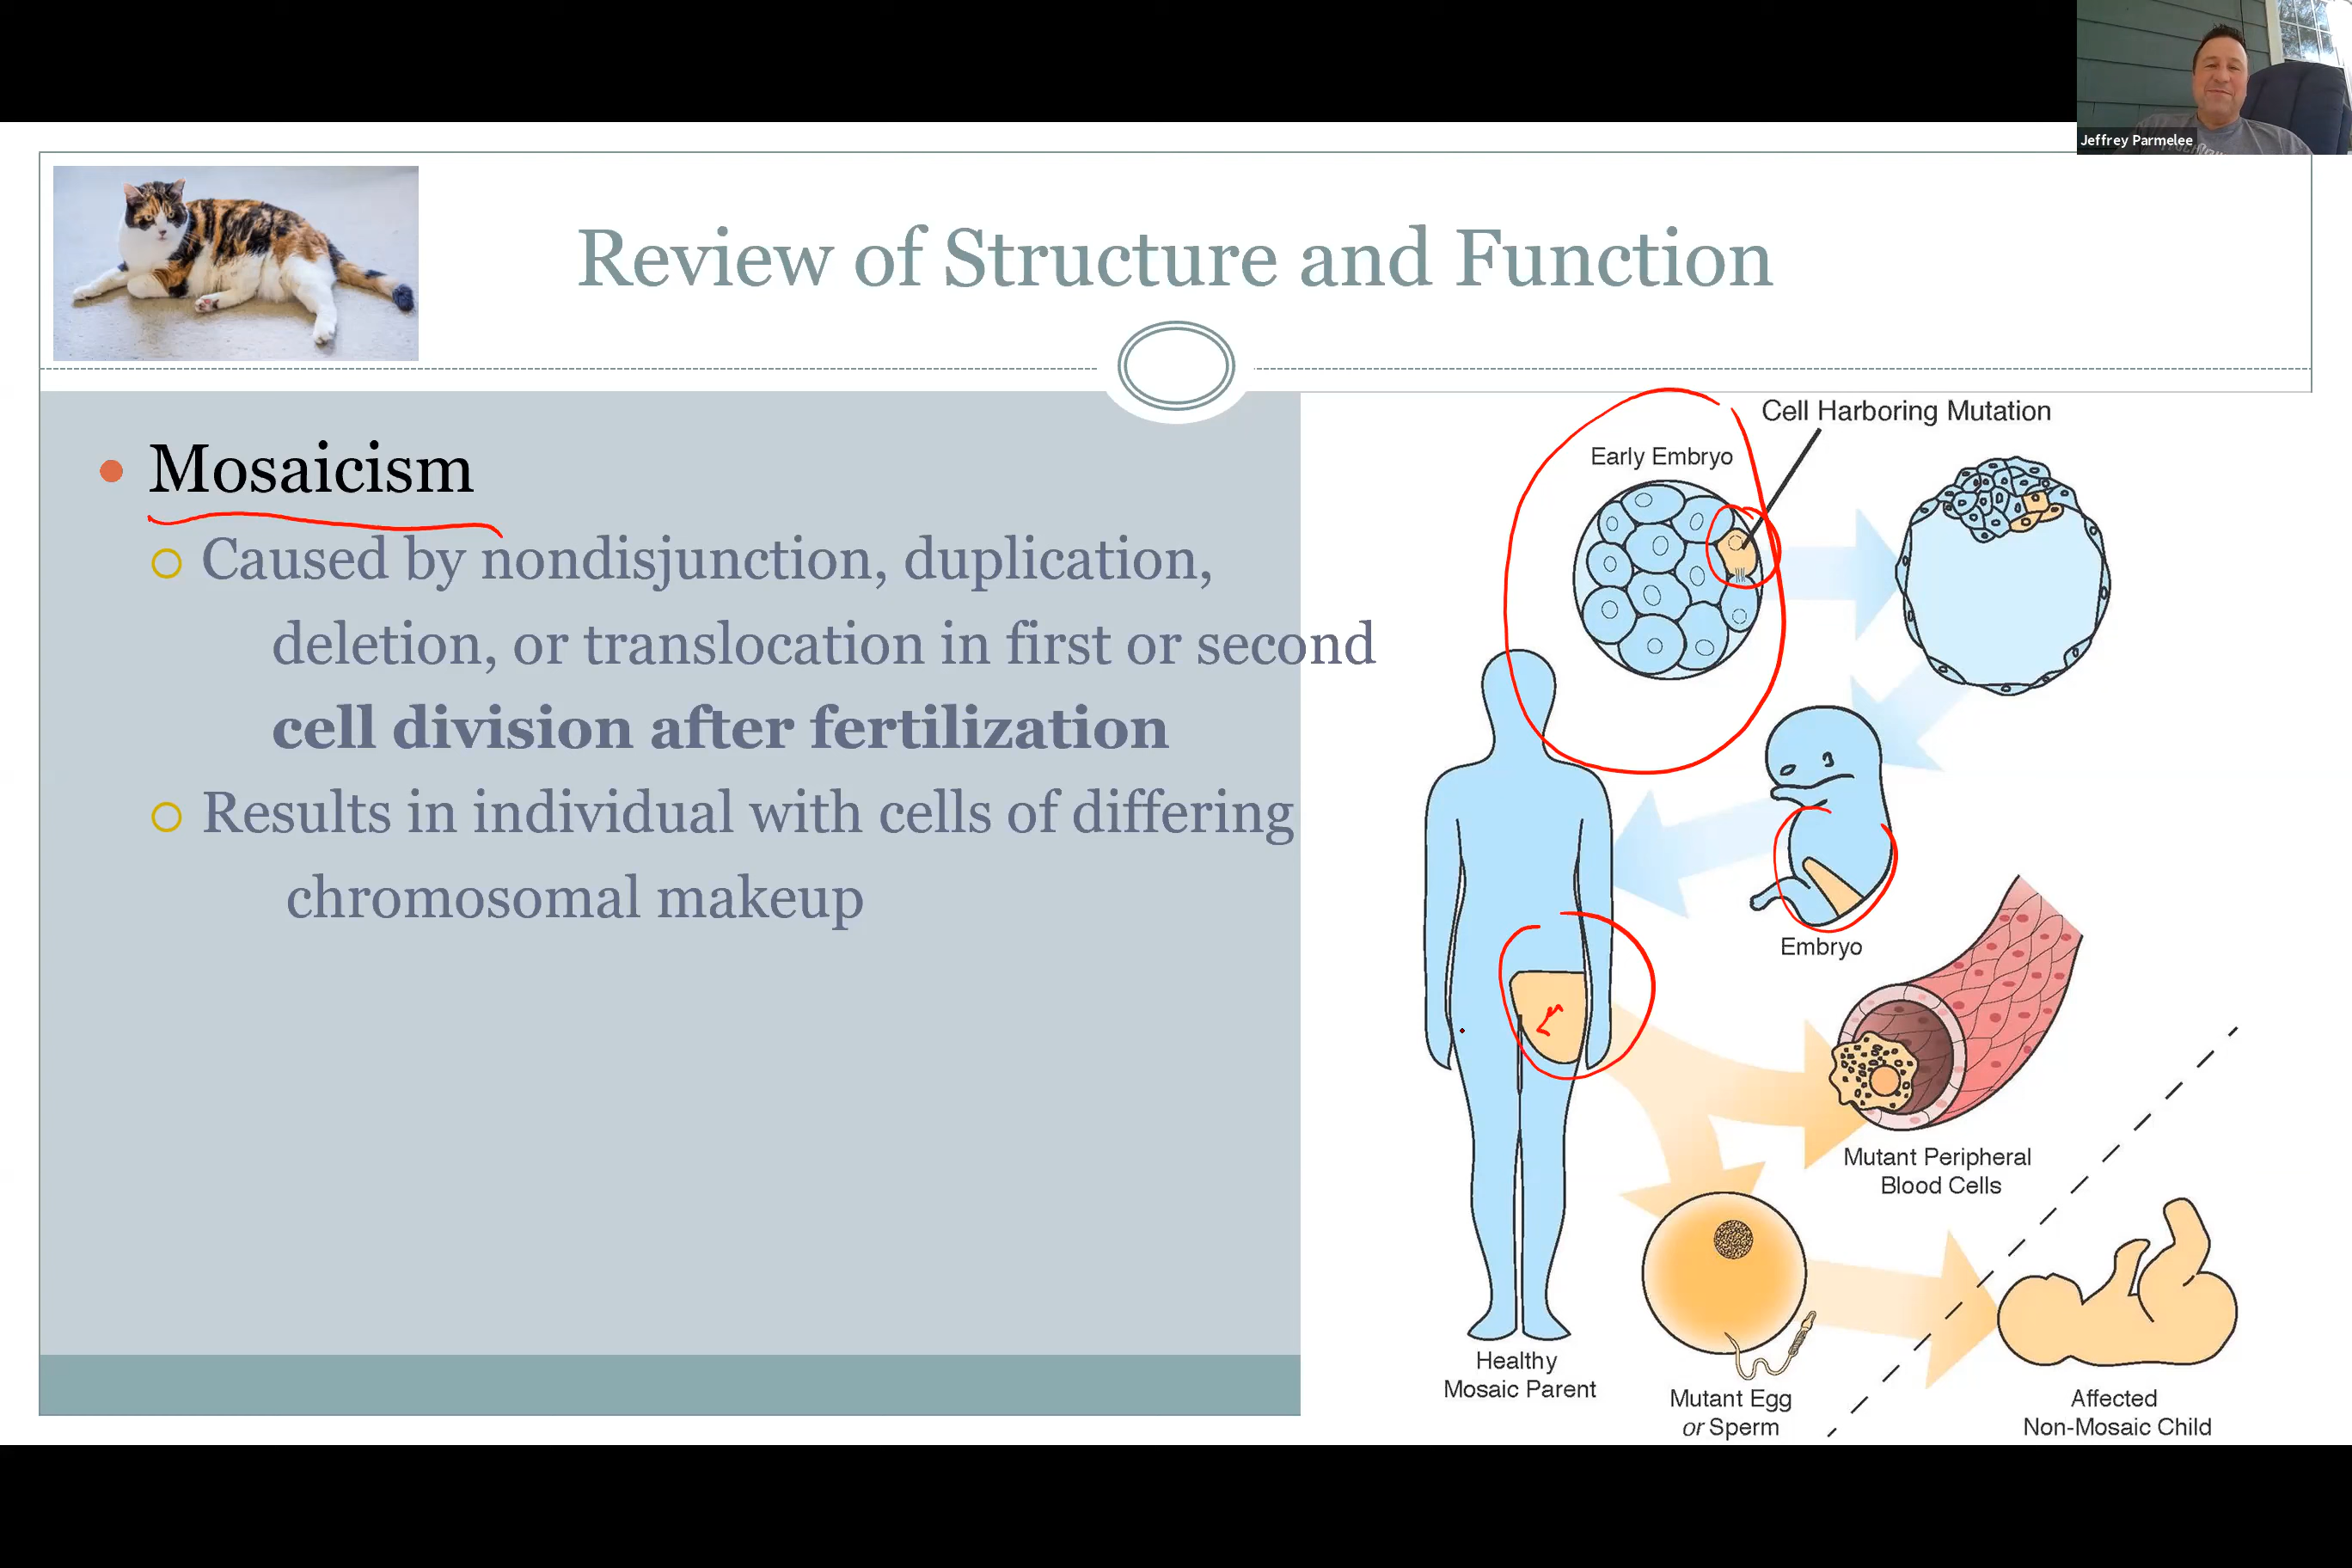 Jeffrey Parmelee
Review of Structure and Function
Mosaicism
Caused by nondisjunction, duplication,
deletion, or translocation in first or second
cell division after fertilization
Results in individual with cells of differing
chromosomal makeup
Cell Harboring Mutation
Early Embryo
Embryo
Mutant Peripheral
Blood Cells
Healthy
Mosaic Parent
Mutant Egg
or Sperm
Affected
Non-Mosaic Child